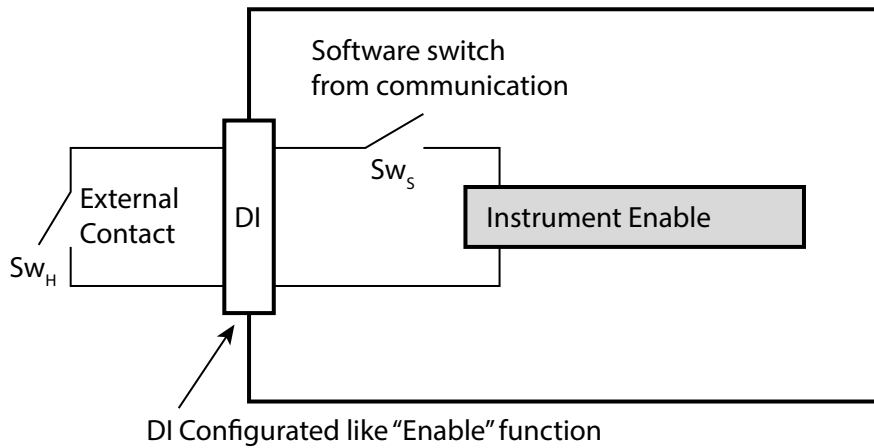 Software switch
from communication
Sw_S
External
Contact
DI
Instrument Enable
Sw_H
DI Configurated like “Enable” function